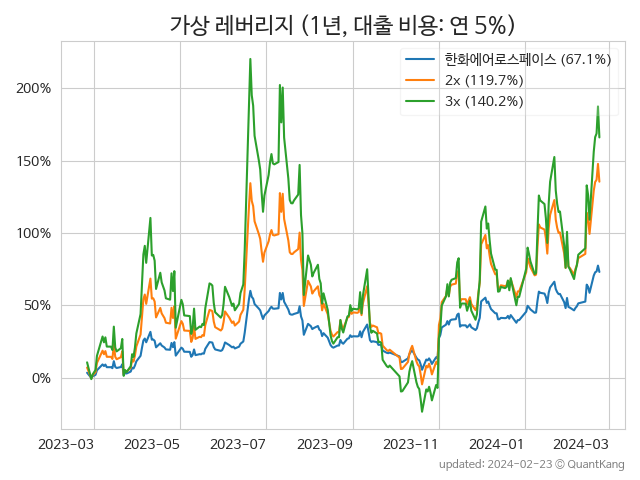 가상 레버리지 (1년, 대출 비용: 연 5%)
한화에어로스페이스 (67.1%)
2x (119.7%)
3x (140.2%)
200%
150%
100%
50%
0%
2023-03
2023-05
2023-07
2023-09
2023-11
2024-01
2024-03
updated: 2024-02-23 © QuantKang